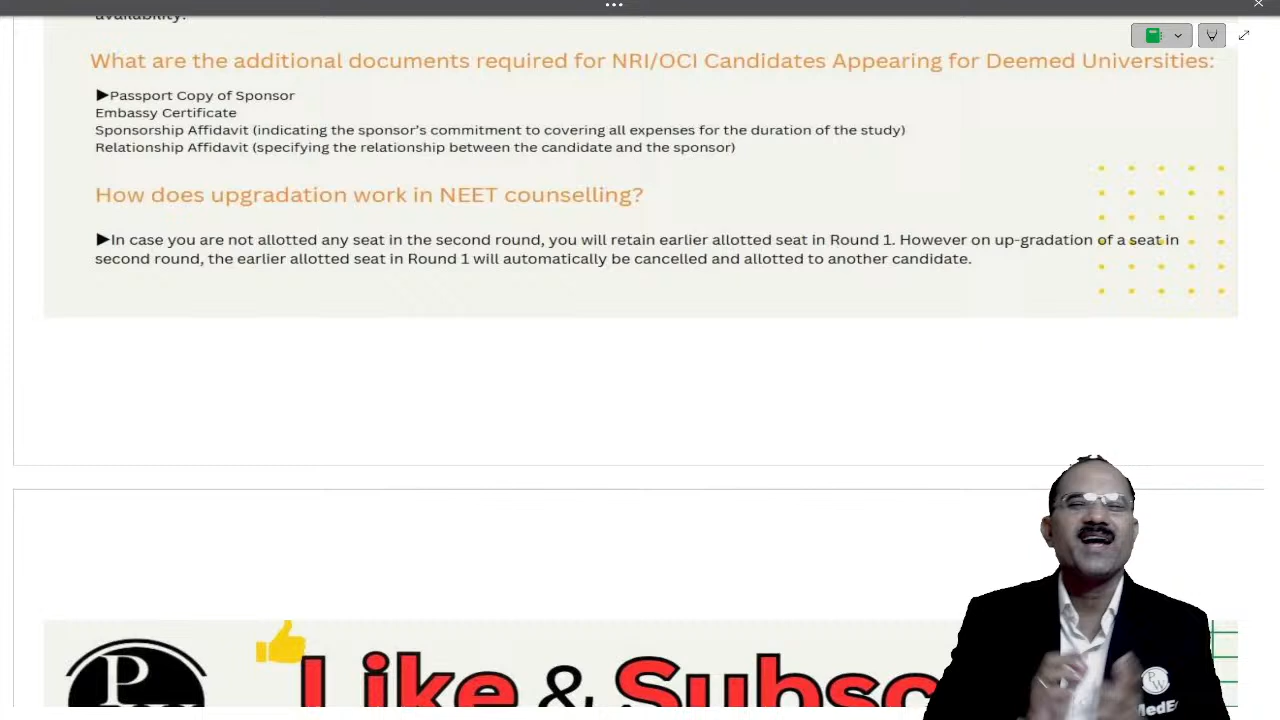 availability.
What are the additional documents required for NRI/OCI Candidates Appearing for Deemed Universities:
▶Passport Copy of Sponsor
Embassy Certificate
Sponsorship Affidavit (indicating the sponsor's commitment to covering all expenses for the duration of the study)
Relationship Affidavit (specifying the relationship between the candidate and the sponsor)
How does upgradation work in NEET counselling?
▶In case you are not allotted any seat in the second round, you will retain earlier allotted seat in Round 1. However on up-gradation of a seat in
second round, the earlier allotted seat in Round 1 will automatically be cancelled and allotted to another candidate.
PW
Like & Subsc
PW
MedEd